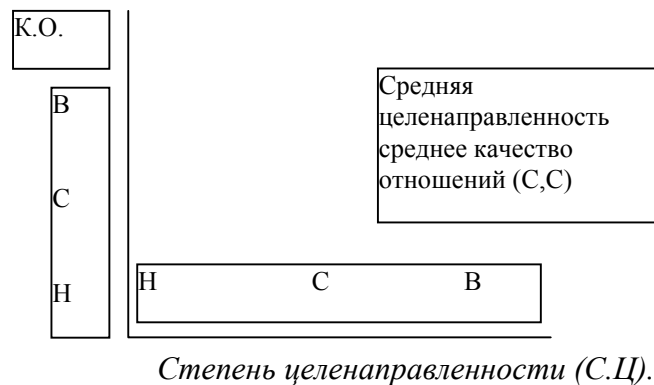 К.О.
В
Средняя
целенаправленность
среднее качество
отношений (С,С)
С
Н
Н С В
Степень целенаправленности (С.Ц).